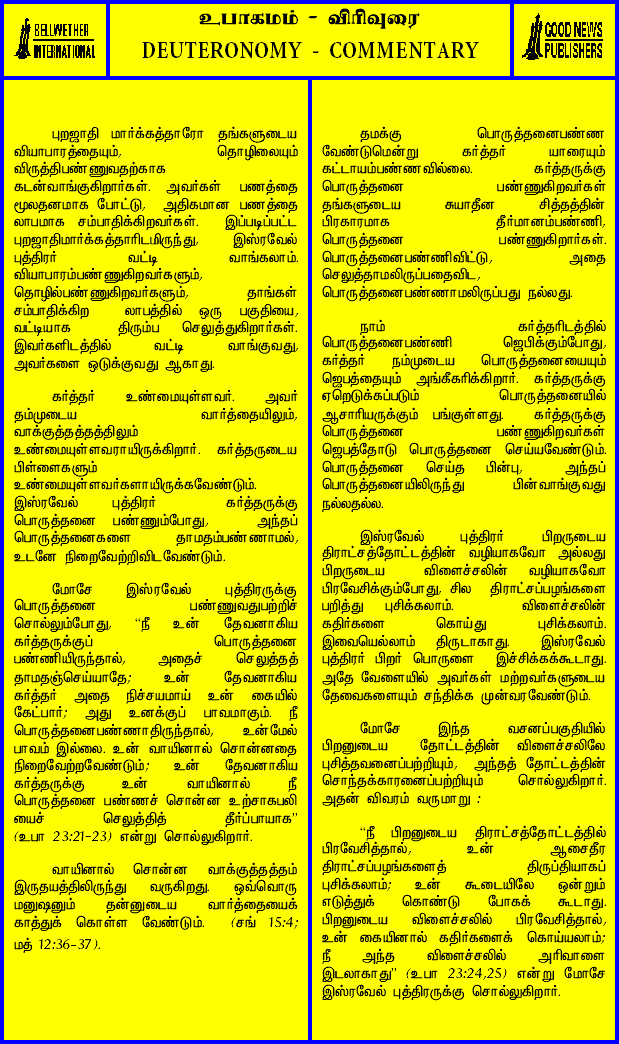 BELLWETHER
INTERNATIONAL
உபாகமம் - விரிவுரை
DEUTERONOMY - COMMENTARY
GOOD NEWS
PUBLISHERS
புறஜாதி மார்க்கத்தாரோ தங்களுடைய
வியாபாரத்தையும், தொழிலையும்
விருத்திபண்ணுவதற்காக
கடன்வாங்குகிறார்கள். அவர்கள் பணத்தை
மூலதனமாக போட்டு, அதிகமான பணத்தை
லாபமாக சம்பாதிக்கிறவர்கள். இப்படிப்பட்ட
புறஜாதிமார்க்கத்தாரிடமிருந்து, இஸ்ரவேல்
புத்திரர் வட்டி வாங்கலாம்.
வியாபாரம்பண்ணுகிறவர்களும்,
தொழில்பண்ணுகிறவர்களும், தாங்கள்
சம்பாதிக்கிற லாபத்தில் ஒரு பகுதியை,
வட்டியாக திரும்ப செலுத்துகிறார்கள்.
இவர்களிடத்தில் வட்டி வாங்குவது,
அவர்களை ஒடுக்குவது ஆகாது.
கர்த்தர் உண்மையுள்ளவர். அவர்
தம்முடைய வார்த்தையிலும்,
வாக்குத்தத்தத்திலும்
உண்மையுள்ளவராயிருக்கிறார். கர்த்தருடைய
பிள்ளைகளும்
உண்மையுள்ளவர்களாயிருக்கவேண்டும்.
இஸ்ரவேல் புத்திரர் கர்த்தருக்கு
பொருத்தனை பண்ணும்போது, அந்தப்
பொருத்தனைகளை தாமதம்பண்ணாமல்,
உடனே நிறைவேற்றிவிடவேண்டும்.
மோசே இஸ்ரவேல் புத்திரருக்கு
பொருத்தனை பண்ணுவதுபற்றிச்
சொல்லும்போது, "நீ உன் தேவனாகிய
கர்த்தருக்குப் பொருத்தனை
பண்ணியிருந்தால், அதைச் செலுத்தத்
தாமதஞ்செய்யாதே; உன் தேவனாகிய
கர்த்தர் அதை நிச்சயமாய் உன் கையில்
கேட்பார்; அது உனக்குப் பாவமாகும். நீ
பொருத்தனைபண்ணாதிருந்தால், உன்மேல்
பாவம் இல்லை. உன் வாயினால் சொன்னதை
நிறைவேற்றவேண்டும்; உன் தேவனாகிய
கர்த்தருக்கு உன் வாயினால் நீ
பொருத்தனை பண்ணச் சொன்ன உற்சாகபலி
யைச் செலுத்தித் தீர்ப்பாயாக"
(உபா 23:21-23) என்று சொல்லுகிறார்.
வாயினால் சொன்ன வாக்குத்தத்தம்
இருதயத்திலிருந்து வருகிறது. ஒவ்வொரு
மனுஷனும் தன்னுடைய வார்த்தையைக்
காத்துக் கொள்ள வேண்டும். (சங் 15:4;
மத் 12:36-37).
தமக்கு பொருத்தனைபண்ண
வேண்டுமென்று கர்த்தர் யாரையும்
கட்டாயம்பண்ணவில்லை. கர்த்தருக்கு
பொருத்தனை பண்ணுகிறவர்கள்
தங்களுடைய சுயாதீன சித்தத்தின்
பிரகாரமாக தீர்மானம்பண்ணி,
பொருத்தனை பண்ணுகிறார்கள்.
பொருத்தனைபண்ணிவிட்டு, அதை
செலுத்தாமலிருப்பதைவிட,
பொருத்தனைபண்ணாமலிருப்பது நல்லது.
நாம் கர்த்தரிடத்தில்
பொருத்தனைபண்ணி ஜெபிக்கும்போது,
கர்த்தர் நம்முடைய பொருத்தனையையும்
ஜெபத்தையும் அங்கீகரிக்கிறார். கர்த்தருக்கு
ஏறெடுக்கப்படும் பொருத்தனையில்
ஆசாரியருக்கும் பங்குள்ளது. கர்த்தருக்கு
பொருத்தனை பண்ணுகிறவர்கள்
ஜெபத்தோடு பொருத்தனை செய்யவேண்டும்.
பொருத்தனை செய்த பின்பு, அந்தப்
பொருத்தனையிலிருந்து பின்வாங்குவது
நல்லதல்ல.
இஸ்ரவேல் புத்திரர் பிறருடைய
திராட்சத்தோட்டத்தின் வழியாகவோ அல்லது
பிறருடைய விளைச்சலின் வழியாகவோ
பிரவேசிக்கும்போது, சில திராட்சப்பழங்களை
பறித்து புசிக்கலாம். விளைச்சலின்
கதிர்களை கொய்து புசிக்கலாம்.
இவையெல்லாம் திருடாகாது. இஸ்ரவேல்
புத்திரர் பிறர் பொருளை இச்சிக்கக்கூடாது.
அதே வேளையில் அவர்கள் மற்றவர்களுடைய
தேவைகளையும் சந்திக்க முன்வரவேண்டும்.
மோசே இந்த வசனப்பகுதியில்
பிறனுடைய தோட்டத்தின் விளைச்சலிலே
புசித்தவனைப்பற்றியும், அந்தத் தோட்டத்தின்
சொந்தக்காரனைப்பற்றியும் சொல்லுகிறார்.
அதன் விவரம் வருமாறு :
"நீ பிறனுடைய திராட்சத்தோட்டத்தில்
பிரவேசித்தால், உன் ஆசைதீர
திராட்சப்பழங்களைத் திருப்தியாகப்
புசிக்கலாம்; உன் கூடையிலே ஒன்றும்
எடுத்துக் கொண்டு போகக் கூடாது.
பிறனுடைய விளைச்சலில் பிரவேசித்தால்,
உன் கையினால் கதிர்களைக் கொய்யலாம்;
நீ அந்த விளைச்சலில் அரிவாளை
இடலாகாது" (உபா 23:24,25) என்று மோசே
இஸ்ரவேல் புத்திரருக்கு சொல்லுகிறார்.